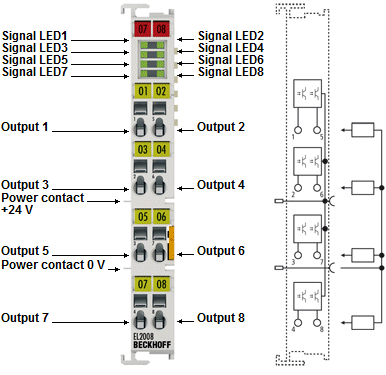 07 08
Signal LED1 Signal LED2
Signal LED3 Signal LED4
Signal LED5 Signal LED6
Signal LED7 Signal LED8
01 02
Output 1 Output 2
1 5
03 04
Output 3 Output 4
2 6
Power contact
+24 V
05 06
Output 5 Output 6
3 7
Power contact 0 V
07 08
Output 7 Output 8
4 8
EL2008
BECKHOFF